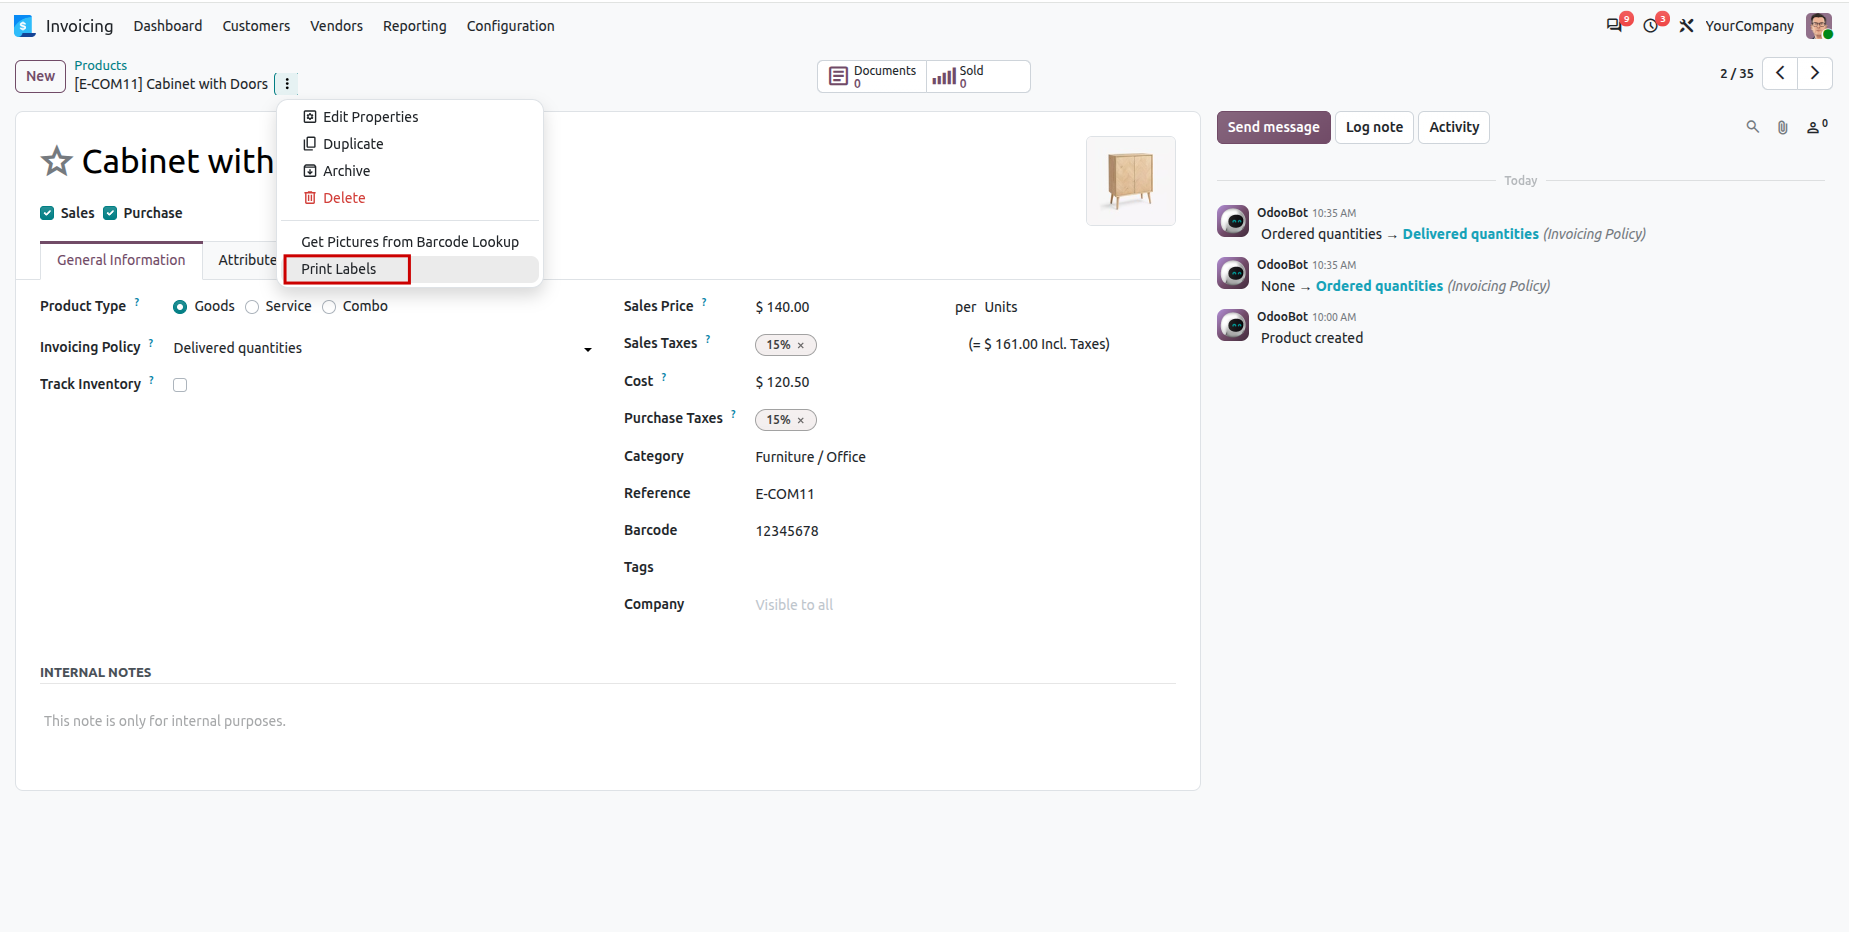 Invoicing Dashboard Customers Vendors Reporting Configuration 9 3 YourCompany
New Products
[E-COM11] Cabinet with Doors
Documents 0 Sold 0
2 / 35
Edit Properties
Duplicate
Archive
Delete
Get Pictures from Barcode Lookup
Print Labels
Cabinet with
Sales Purchase
General Information Attribute
Product Type ? Goods Service Combo
Invoicing Policy ? Delivered quantities
Track Inventory ?
Sales Price ? $ 140.00 per Units
Sales Taxes ? 15% × (= $ 161.00 Incl. Taxes)
Cost ? $ 120.50
Purchase Taxes ? 15% ×
Category Furniture / Office
Reference E-COM11
Barcode 12345678
Tags
Company Visible to all
INTERNAL NOTES
This note is only for internal purposes.
Send message Log note Activity 0
Today
OdooBot 10:35 AM
Ordered quantities → Delivered quantities (Invoicing Policy)
OdooBot 10:35 AM
None → Ordered quantities (Invoicing Policy)
OdooBot 10:00 AM
Product created